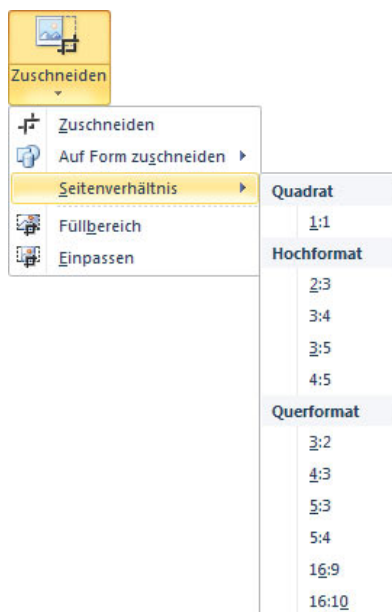 Zuschneiden
Zuschneiden
Auf Form zuschneiden
Seitenverhältnis
Füllbereich
Einpassen
Quadrat
1:1
Hochformat
2:3
3:4
3:5
4:5
Querformat
3:2
4:3
5:3
5:4
16:9
16:10